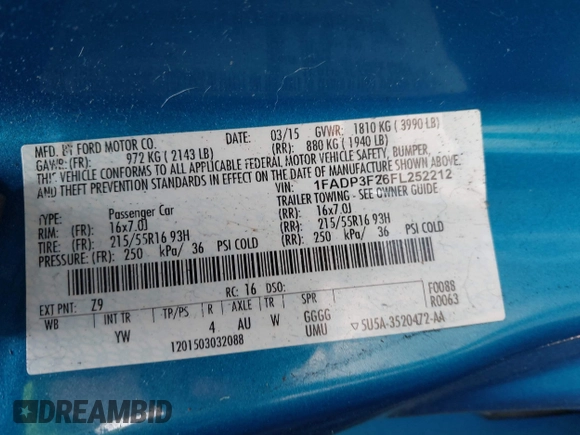 MFD. BY FORD MOTOR CO. DATE: 03/15 GVWR: 1810 KG ( 3990 LB)
GAWR: (FR): 972 KG ( 2143 LB) (RR): 880 KG ( 1940 LB)
THIS VEHICLE CONFORMS TO ALL APPLICABLE FEDERAL MOTOR VEHICLE SAFETY, BUMPER,
AND THEFT PREVENTION STANDARDS IN EFFECT ON THE DATE OF MANUFACTURE SHOWN ABOVE.
VIN: 1FADP3FZ6FL252212
TYPE: Passenger Car TRAILER TOWING - SEE OWNER GUIDE
RIM: (FR): 16x7.0J (RR): 16x7.0J
TIRE: (FR): 215/55R16 93H (RR): 215/55R16 93H
PRESSURE: (FR): 250 kPa/ 36 PSI COLD (RR): 250 kPa/ 36 PSI COLD
EXT PNT: Z9 RC: 16 DSO: F0088
WB INT TR TP/PS R AXLE TR SPR R0063
YW 4 AU W GGGG
UMU
1201503032088 ▽ 5U5A-3520472-AA
DREAMBID